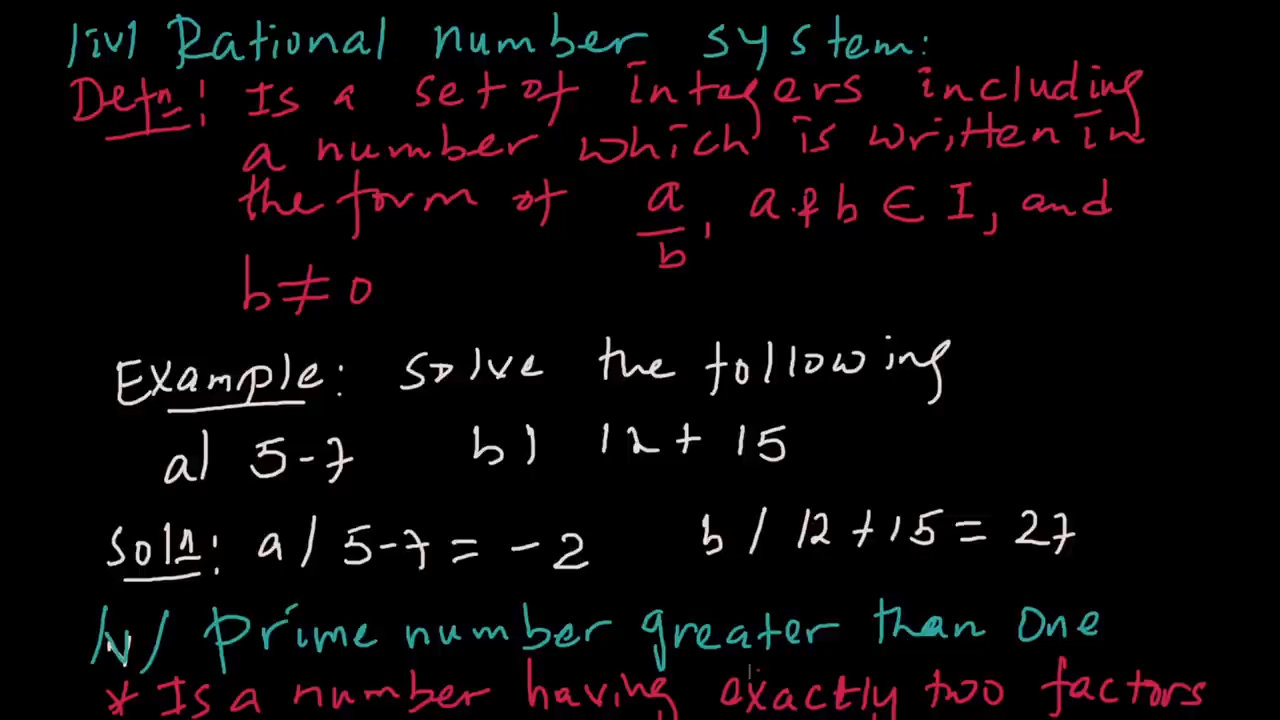 /iv/ Rational number system:
Defn: Is a set of Integers including
a number which is written in
the form of a/b, a & b ∈ I, and
b ≠ 0
Example: Solve the following
a) 5-7 b) 12 + 15
Soln: a/ 5-7 = -2 b/ 12 + 15 = 27
/v/ Prime number greater than One
* Is a number having exactly two factors